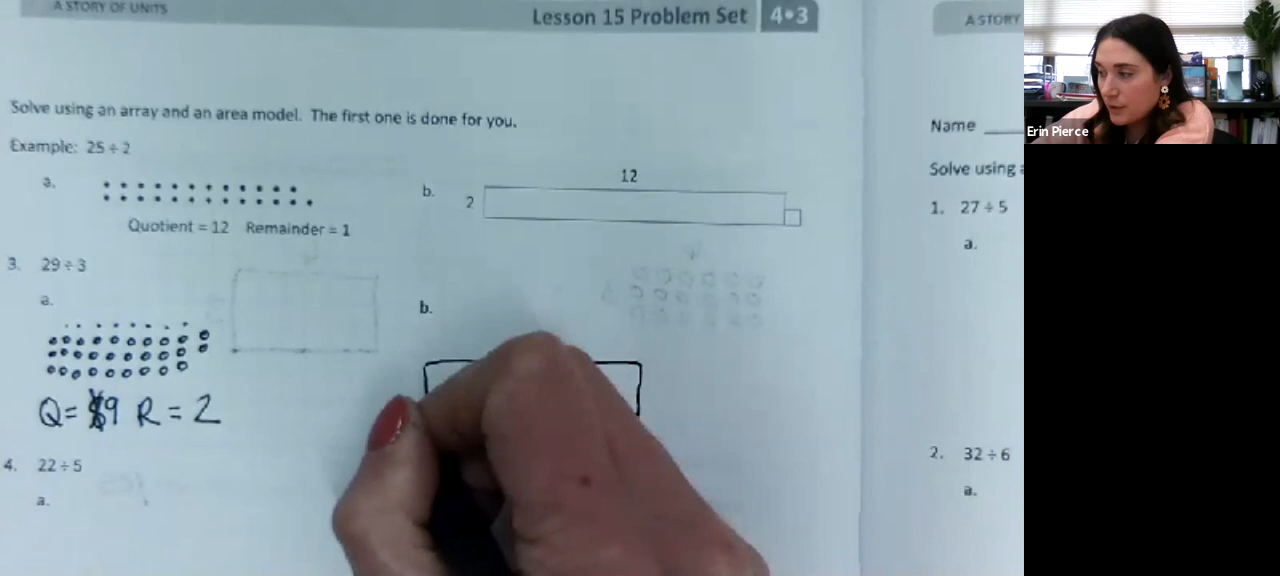 A STORY OF UNITS
Lesson 15 Problem Set 4•3
Solve using an array and an area model. The first one is done for you.
Example: 25 ÷ 2
a.
Quotient = 12 Remainder = 1
b.
12
2
3. 29 ÷ 3
a.
Q = 9 R = 2
b.
4. 22 ÷ 5
a.
A STORY
Name
Solve using
1. 27 ÷ 5
a.
2. 32 ÷ 6
a.
Erin Pierce